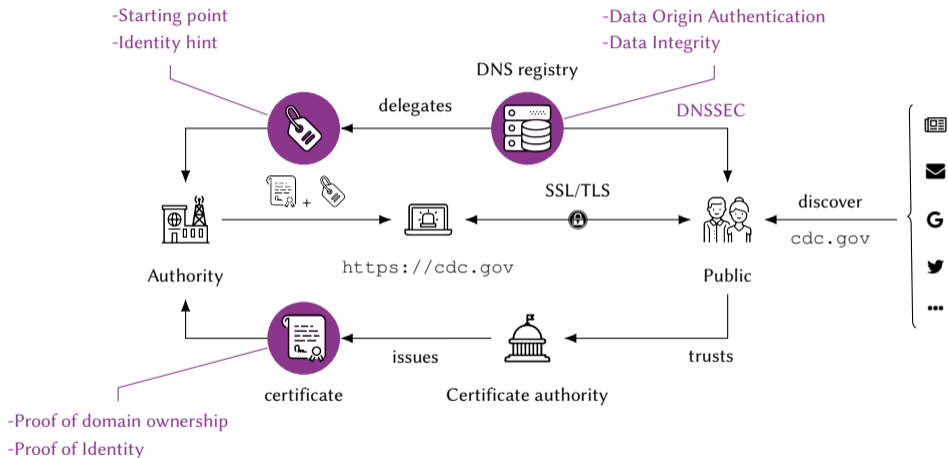 -Starting point
-Identity hint
-Data Origin Authentication
-Data Integrity
DNS registry
delegates
DNSSEC
+
SSL/TLS
discover
cdc.gov
G
Authority
https://cdc.gov
Public
issues
trusts
certificate
Certificate authority
-Proof of domain ownership
-Proof of Identity